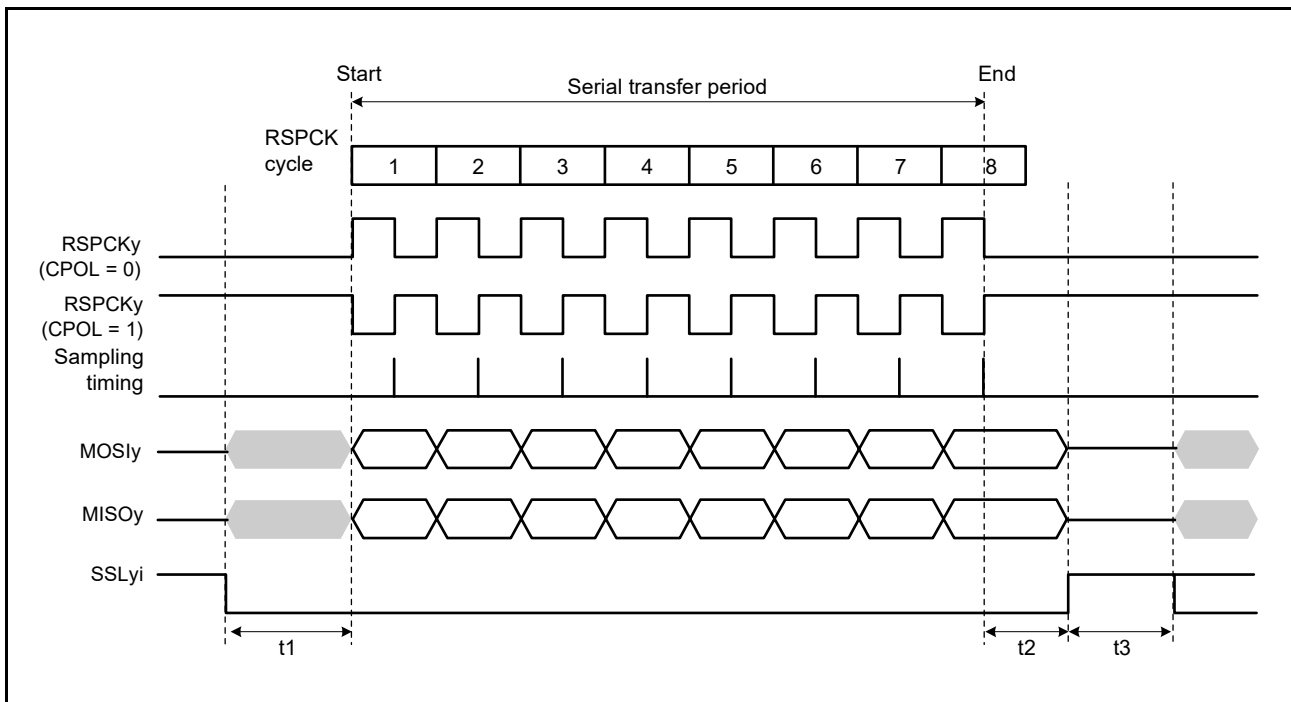 Start
End
Serial transfer period
RSPCK
cycle
1 2 3 4 5 6 7 8
RSPCKy
(CPOL = 0)
RSPCKy
(CPOL = 1)
Sampling
timing
MOSIy
MISOy
SSLyi
t1
t2
t3